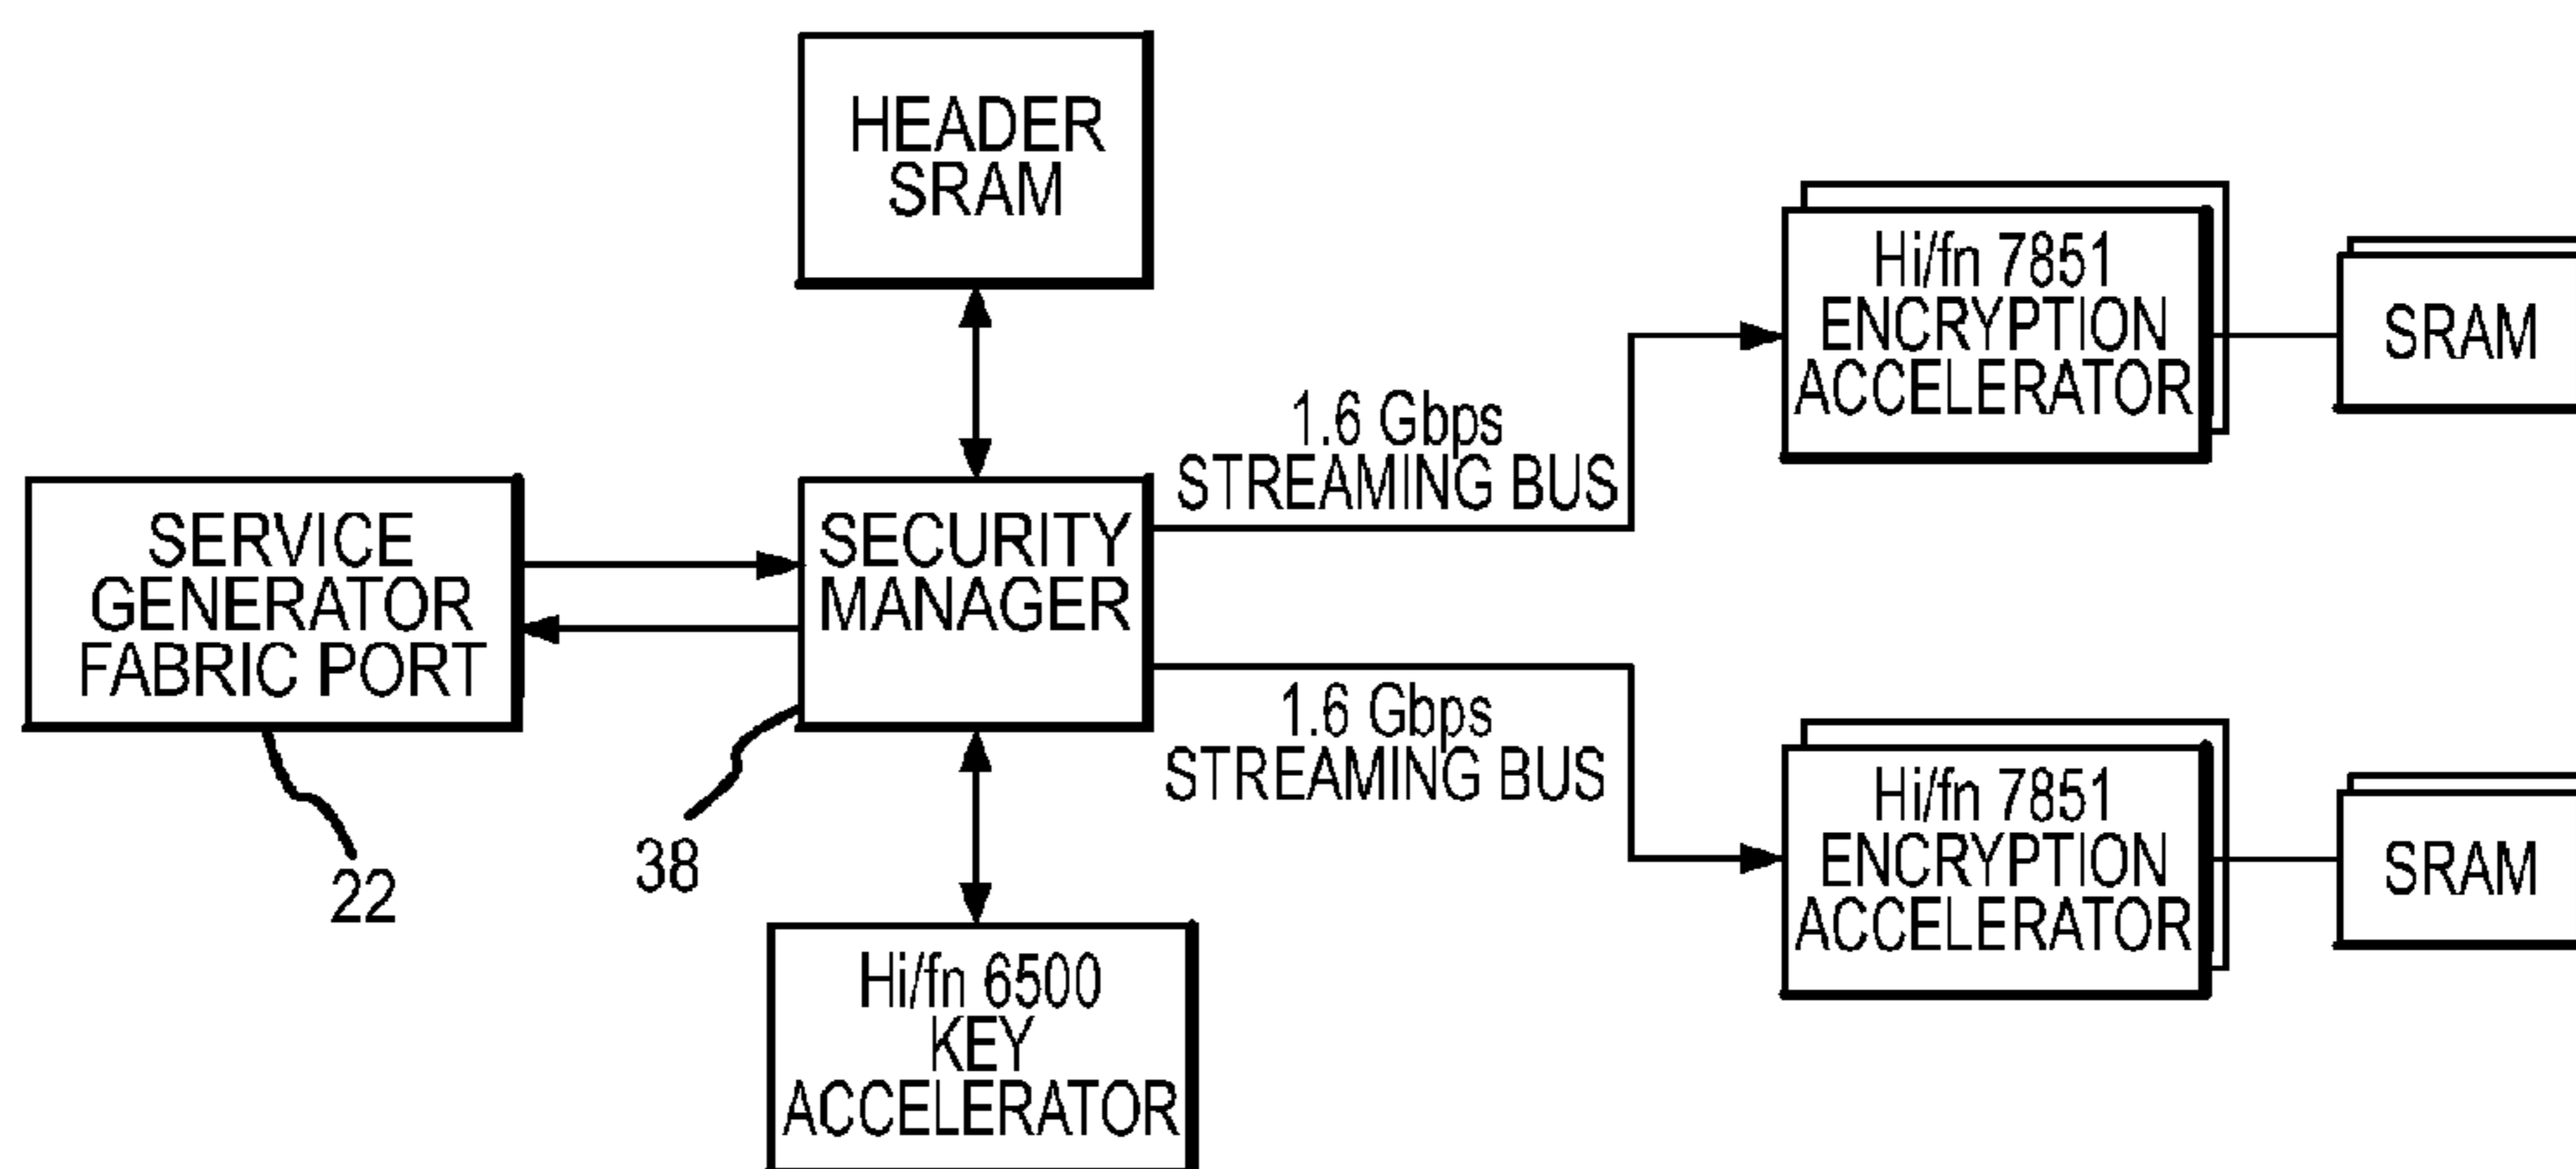 HEADER
SRAM
Hi/fn 7851
ENCRYPTION
ACCELERATOR
SRAM
1.6 Gbps
STREAMING BUS
SERVICE
GENERATOR
FABRIC PORT
SECURITY
MANAGER
1.6 Gbps
STREAMING BUS
Hi/fn 7851
ENCRYPTION
ACCELERATOR
SRAM
22
38
Hi/fn 6500
KEY
ACCELERATOR